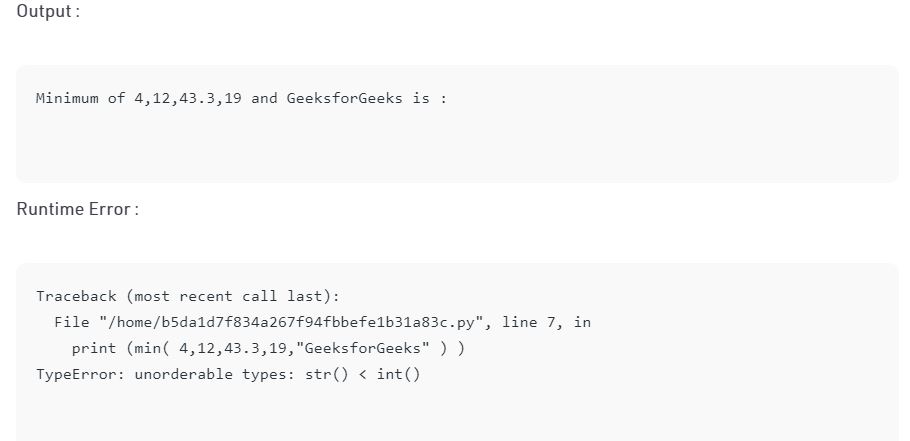 Output :
Minimum of 4,12,43.3,19 and GeeksforGeeks is :
Runtime Error :
Traceback (most recent call last):
  File "/home/b5da1d7f834a267f94fbbefe1b31a83c.py", line 7, in
    print (min( 4,12,43.3,19,"GeeksforGeeks" ) )
TypeError: unorderable types: str() < int()